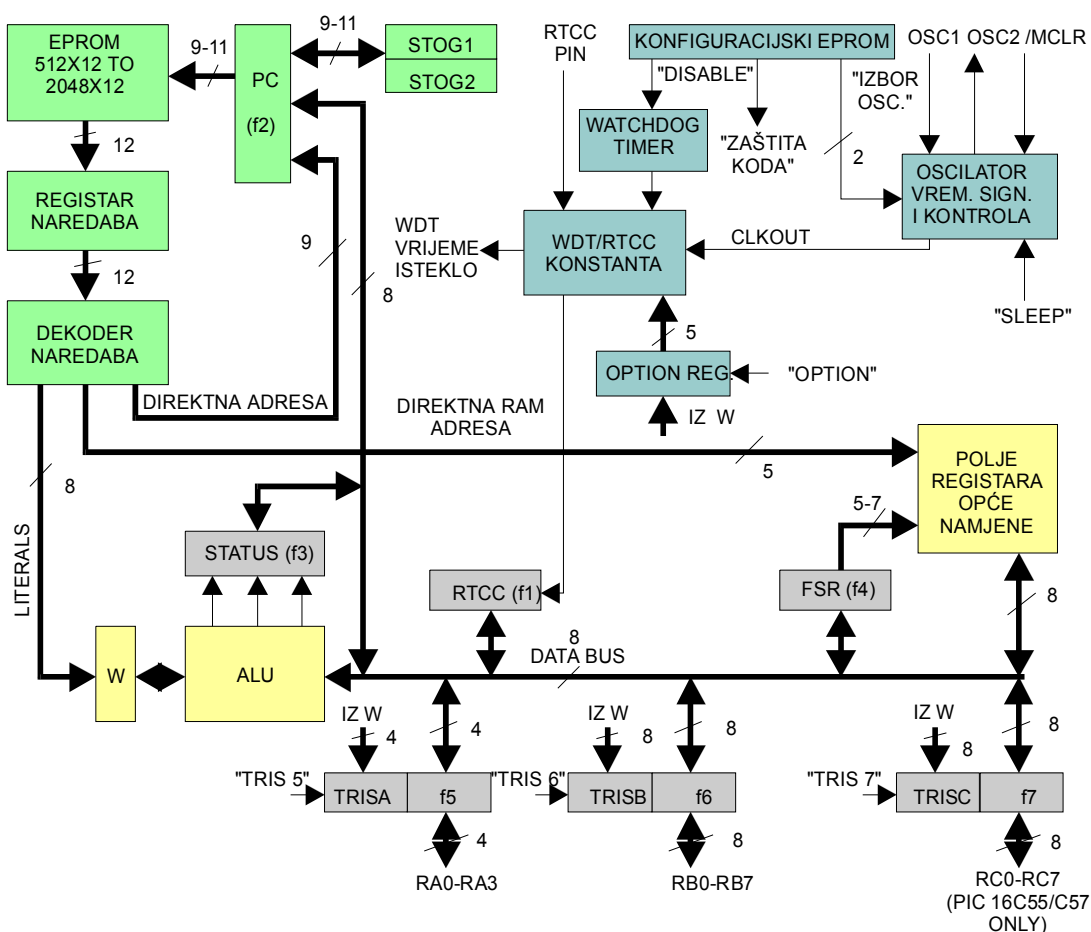 EPROM
512X12 TO
2048X12
9-11
9-11
PC
(f2)
STOG1
STOG2
RTCC
PIN
KONFIGURACIJSKI EPROM
OSC1 OSC2 /MCLR
"DISABLE"
"IZBOR
OSC."
WATCHDOG
TIMER
"ZAŠTITA
KODA"
2
OSCILATOR
VREM. SIGN.
I KONTROLA
12
REGISTAR
NAREDABA
12
9
8
WDT
VRIJEME
ISTEKLO
WDT/RTCC
KONSTANTA
CLKOUT
"SLEEP"
DEKODER
NAREDABA
5
OPTION REG.
"OPTION"
IZ W
DIREKTNA ADRESA
DIREKTNA RAM
ADRESA
5
POLJE
REGISTARA
OPĆE
NAMJENE
8
LITERALS
5-7
STATUS (f3)
RTCC (f1)
FSR (f4)
8
8
DATA BUS
W
ALU
IZ W
4
4
IZ W
8
8
IZ W
8
8
"TRIS 5"
TRISA
f5
"TRIS 6"
TRISB
f6
"TRIS 7"
TRISC
f7
4
8
8
RA0-RA3
RB0-RB7
RC0-RC7
(PIC 16C55/C57
ONLY)